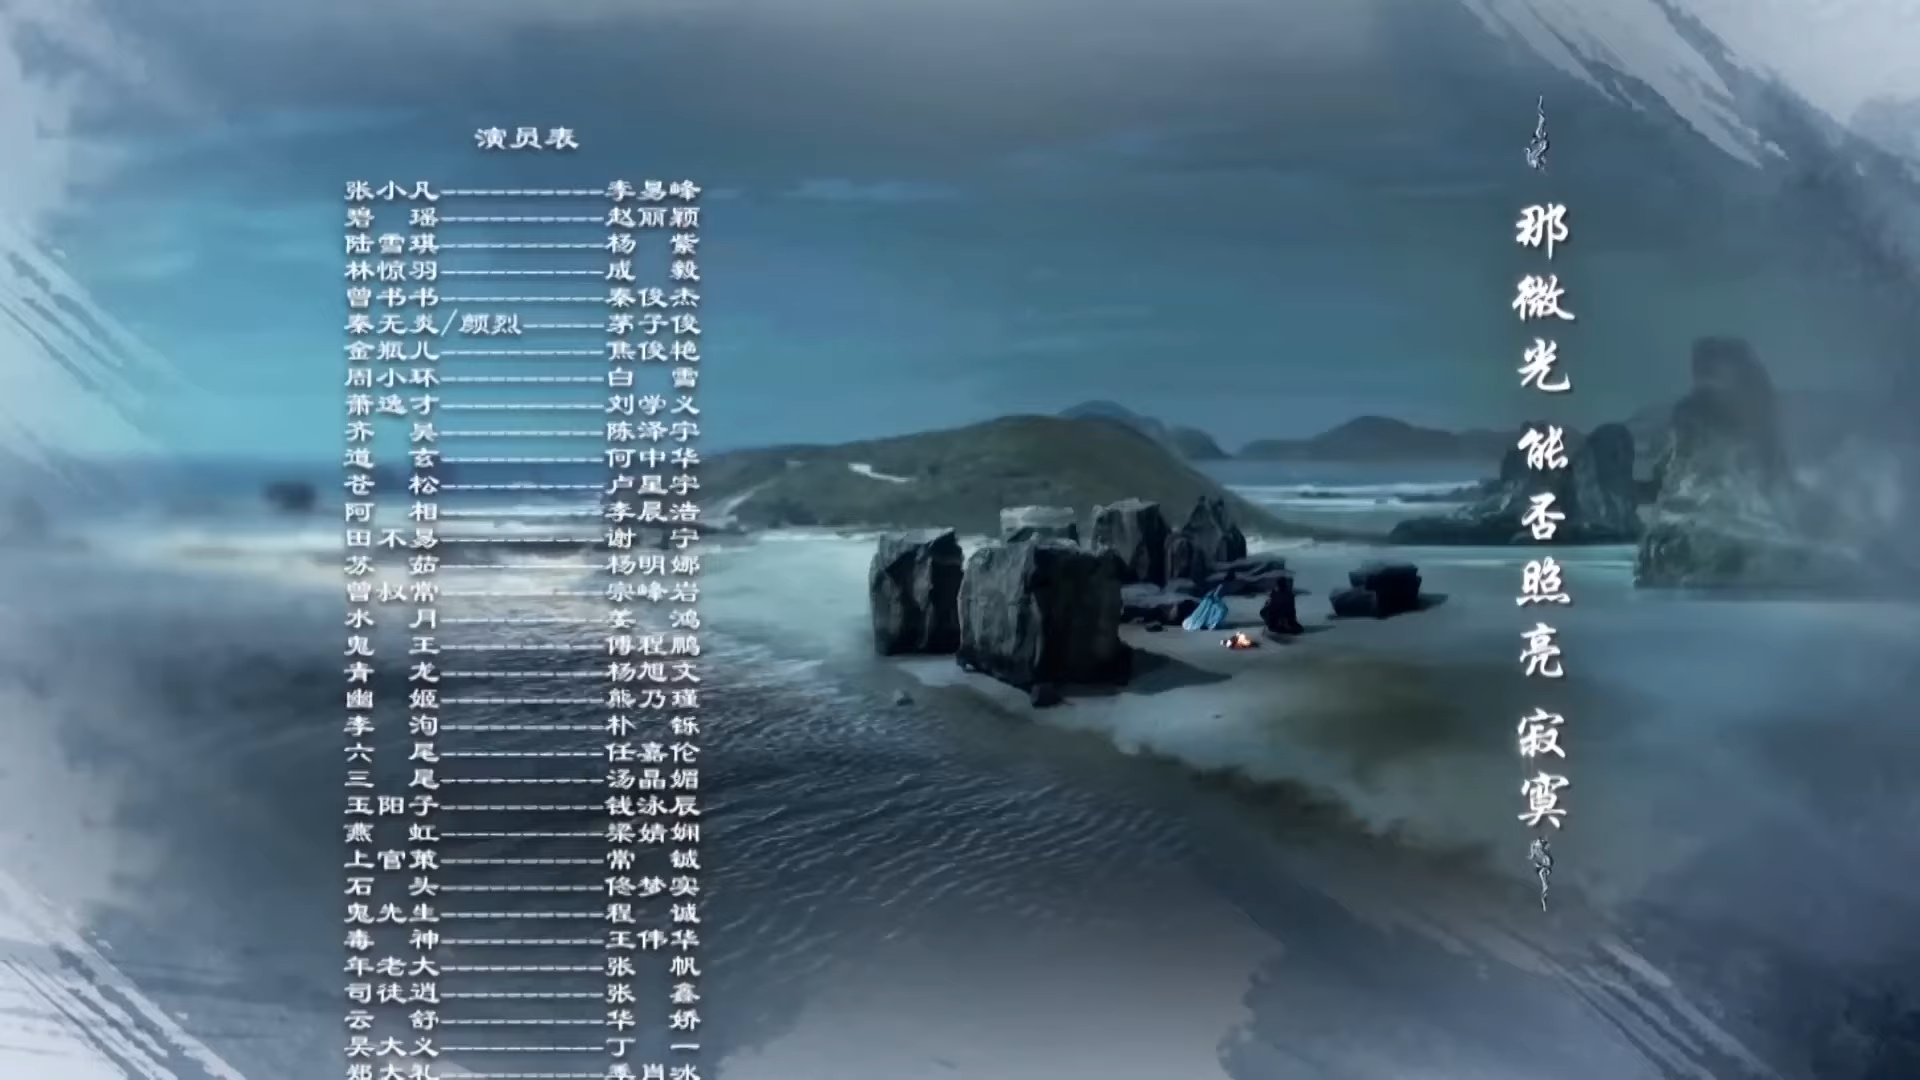 演员表
张小凡----------李易峰
碧瑶----------赵丽颖
陆雪琪----------杨紫
林惊羽----------成毅
曾书书----------秦俊杰
秦无炎/颜烈-----茅子俊
金瓶儿----------焦俊艳
周小环----------白雪
萧逸才----------刘学义
齐昊----------陈泽宇
道玄----------何中华
苍松----------卢星宇
阿相----------李晨浩
田不易----------谢宁
苏茹----------杨明娜
曾叔常----------宗峰岩
水月----------姜鸿
鬼王----------傅程鹏
青龙----------杨旭文
幽姬----------熊乃瑾
李洵----------朴铄
六尾----------任嘉伦
三尾----------汤晶媚
玉阳子----------钱泳辰
燕虹----------梁婧娴
上官策----------常铖
石头----------佟梦实
鬼先生----------程诚
毒神----------王伟华
年老大----------张帆
司徒逍----------张鑫
云舒----------华娇
吴大义----------丁一
郑大礼----------季肖冰
那微光 能否照亮 寂寞